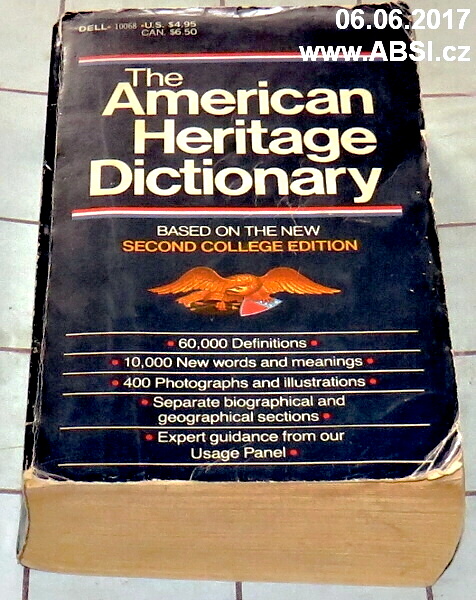 06.06.2017
www.ABSl.cz
DELL • 10068 • U.S. $4.95
CAN. $6.50
The
American
Heritage
Dictionary
BASED ON THE NEW
SECOND COLLEGE EDITION
• 60,000 Definitions •
• 10,000 New words and meanings •
• 400 Photographs and illustrations •
• Separate biographical and
geographical sections •
• Expert guidance from our
Usage Panel •